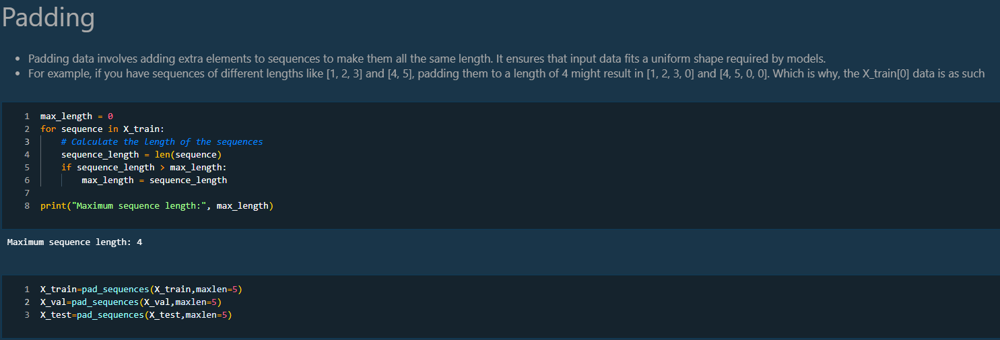 Padding
• Padding data involves adding extra elements to sequences to make them all the same length. It ensures that input data fits a uniform shape required by models.
• For example, if you have sequences of different lengths like [1, 2, 3] and [4, 5], padding them to a length of 4 might result in [1, 2, 3, 0] and [4, 5, 0, 0]. Which is why, the X_train[0] data is as such
1 max_length = 0
2 for sequence in X_train:
3     # Calculate the length of the sequences
4     sequence_length = len(sequence)
5     if sequence_length > max_length:
6         max_length = sequence_length
7
8 print("Maximum sequence length:", max_length)
Maximum sequence length: 4
1 X_train=pad_sequences(X_train,maxlen=5)
2 X_val=pad_sequences(X_val,maxlen=5)
3 X_test=pad_sequences(X_test,maxlen=5)